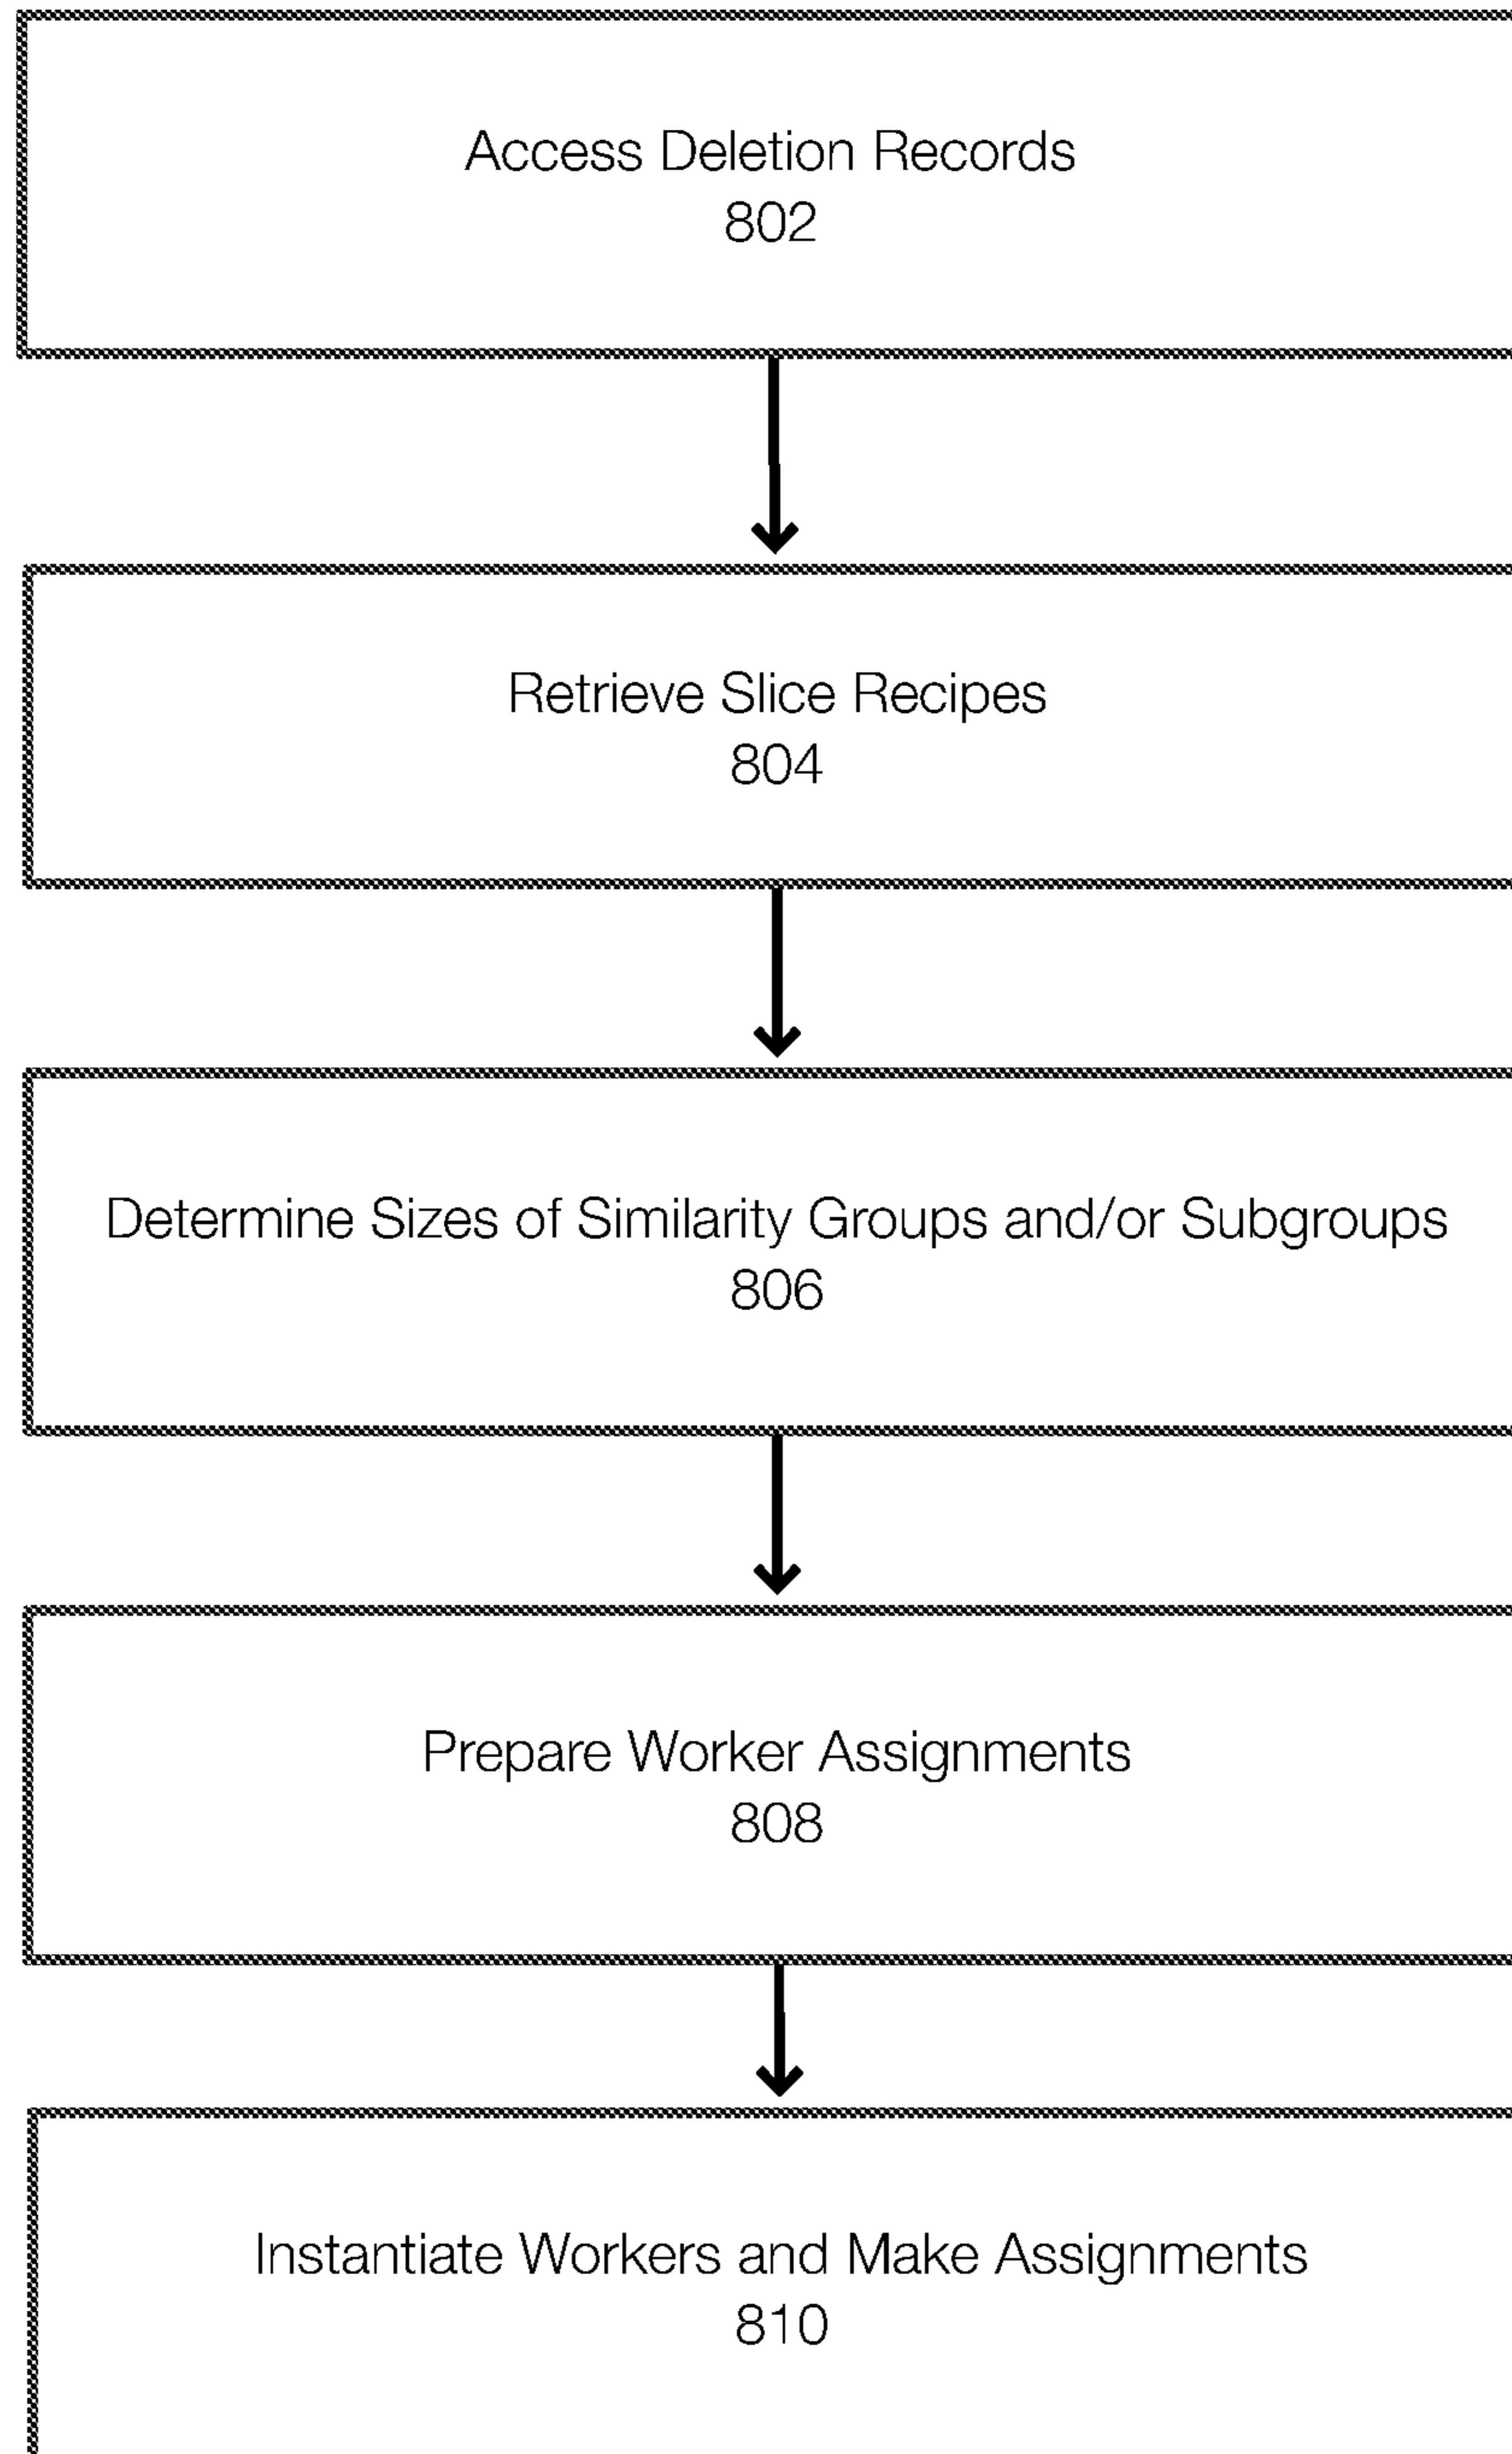 Access Deletion Records
802
Retrieve Slice Recipes
804
Determine Sizes of Similarity Groups and/or Subgroups
806
Prepare Worker Assignments
808
Instantiate Workers and Make Assignments
810